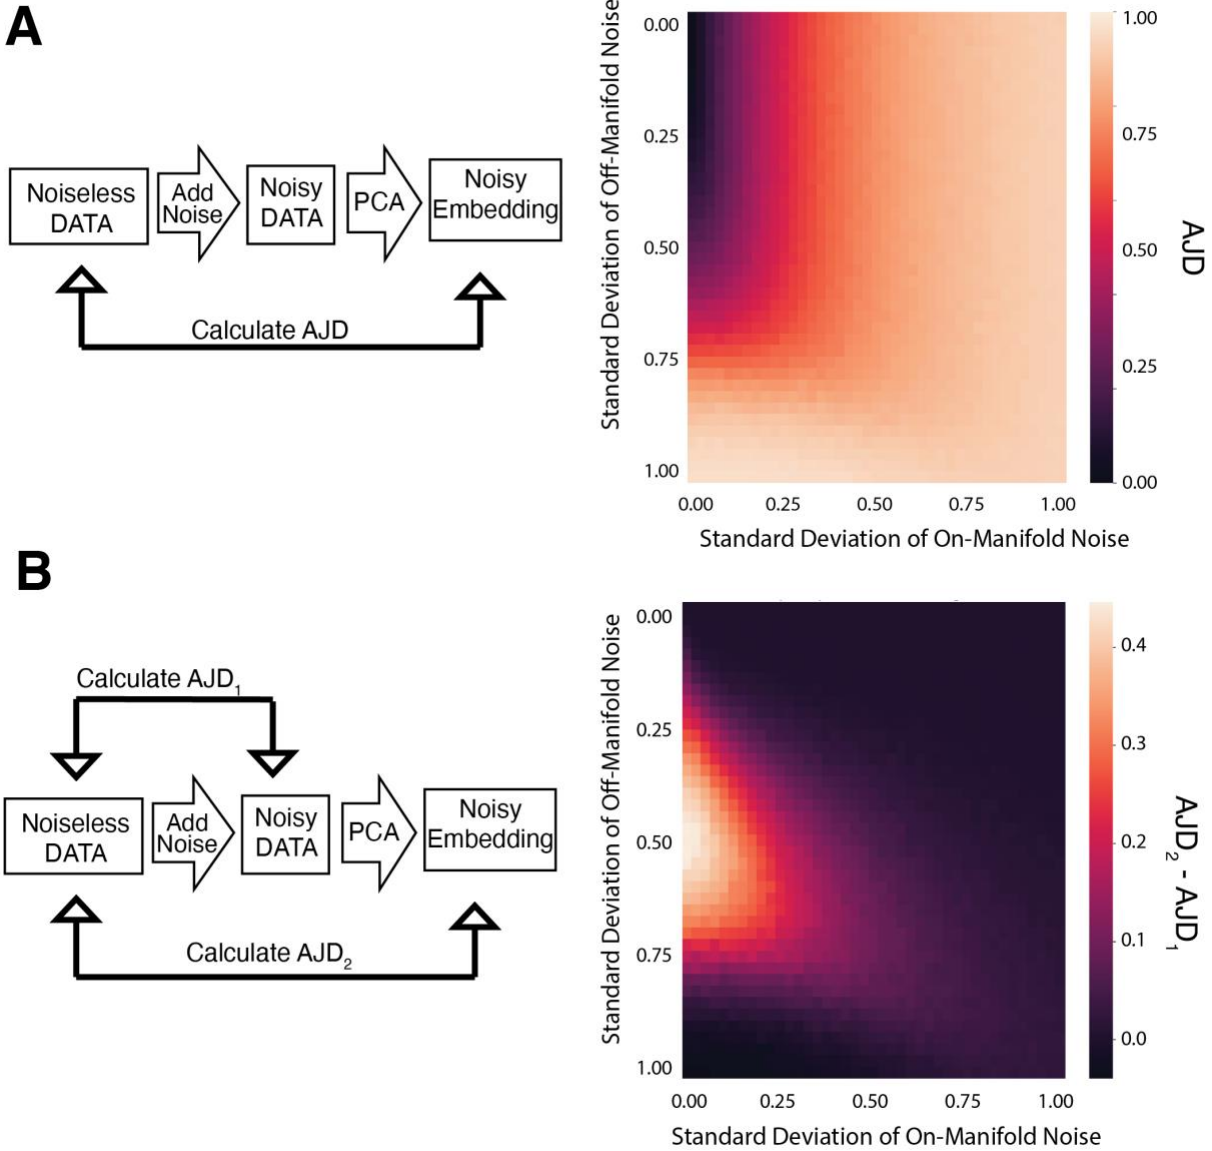 A
Noiseless
DATA
Add
Noise
Noisy
DATA
PCA
Noisy
Embedding
Calculate AJD
Standard Deviation of Off-Manifold Noise
0.00
0.25
0.50
0.75
1.00
0.00 0.25 0.50 0.75 1.00
Standard Deviation of On-Manifold Noise
1.00
0.75
0.50
0.25
0.00
AJD
B
Calculate AJD1
Noiseless
DATA
Add
Noise
Noisy
DATA
PCA
Noisy
Embedding
Calculate AJD2
Standard Deviation of Off-Manifold Noise
0.00
0.25
0.50
0.75
1.00
0.00 0.25 0.50 0.75 1.00
Standard Deviation of On-Manifold Noise
0.4
0.3
0.2
0.1
0.0
AJD2 - AJD1